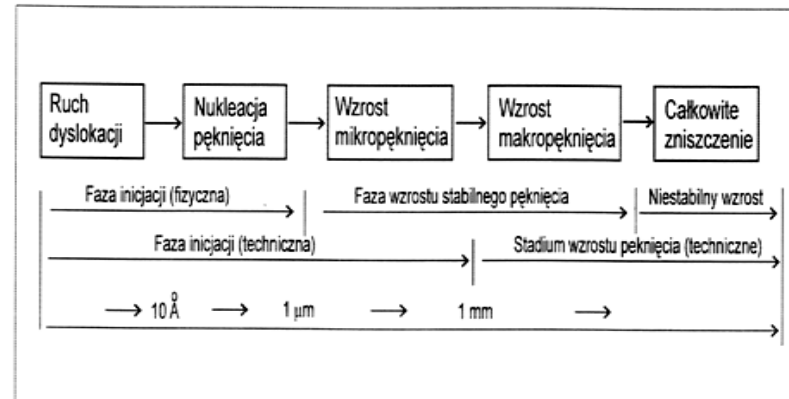 Ruch
dyslokacji
Nukleacja
pęknięcia
Wzrost
mikropęknięcia
Wzrost
makropęknięcia
Całkowite
zniszczenie
Faza inicjacji (fizyczna)
Faza wzrostu stabilnego pęknięcia
Niestabilny wzrost
Faza inicjacji (techniczna)
Stadium wzrostu peknięcia (techniczne)
10 Å
1 μm
1 mm